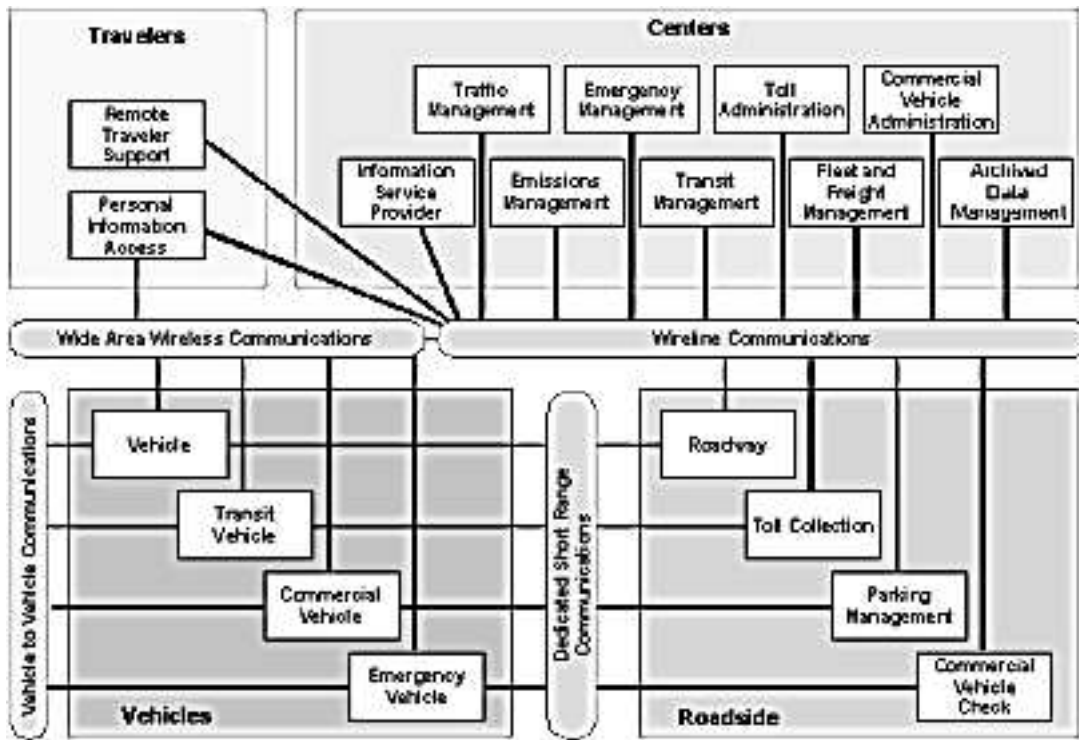 Travelers
Remote
Traveler
Support
Personal
Information
Access
Centers
Traffic
Management
Emergency
Management
Toll
Administration
Commercial
Vehicle
Administration
Information
Service
Provider
Emissions
Management
Transit
Management
Fleet and
Freight
Management
Archived
Data
Management
Wide Area Wireless Communications
Wireline Communications
Vehicle to Vehicle Communications
Vehicle
Transit
Vehicle
Commercial
Vehicle
Emergency
Vehicle
Vehicles
Dedicated Short Range
Communications
Roadway
Toll Collection
Parking
Management
Commercial
Vehicle
Check
Roadside